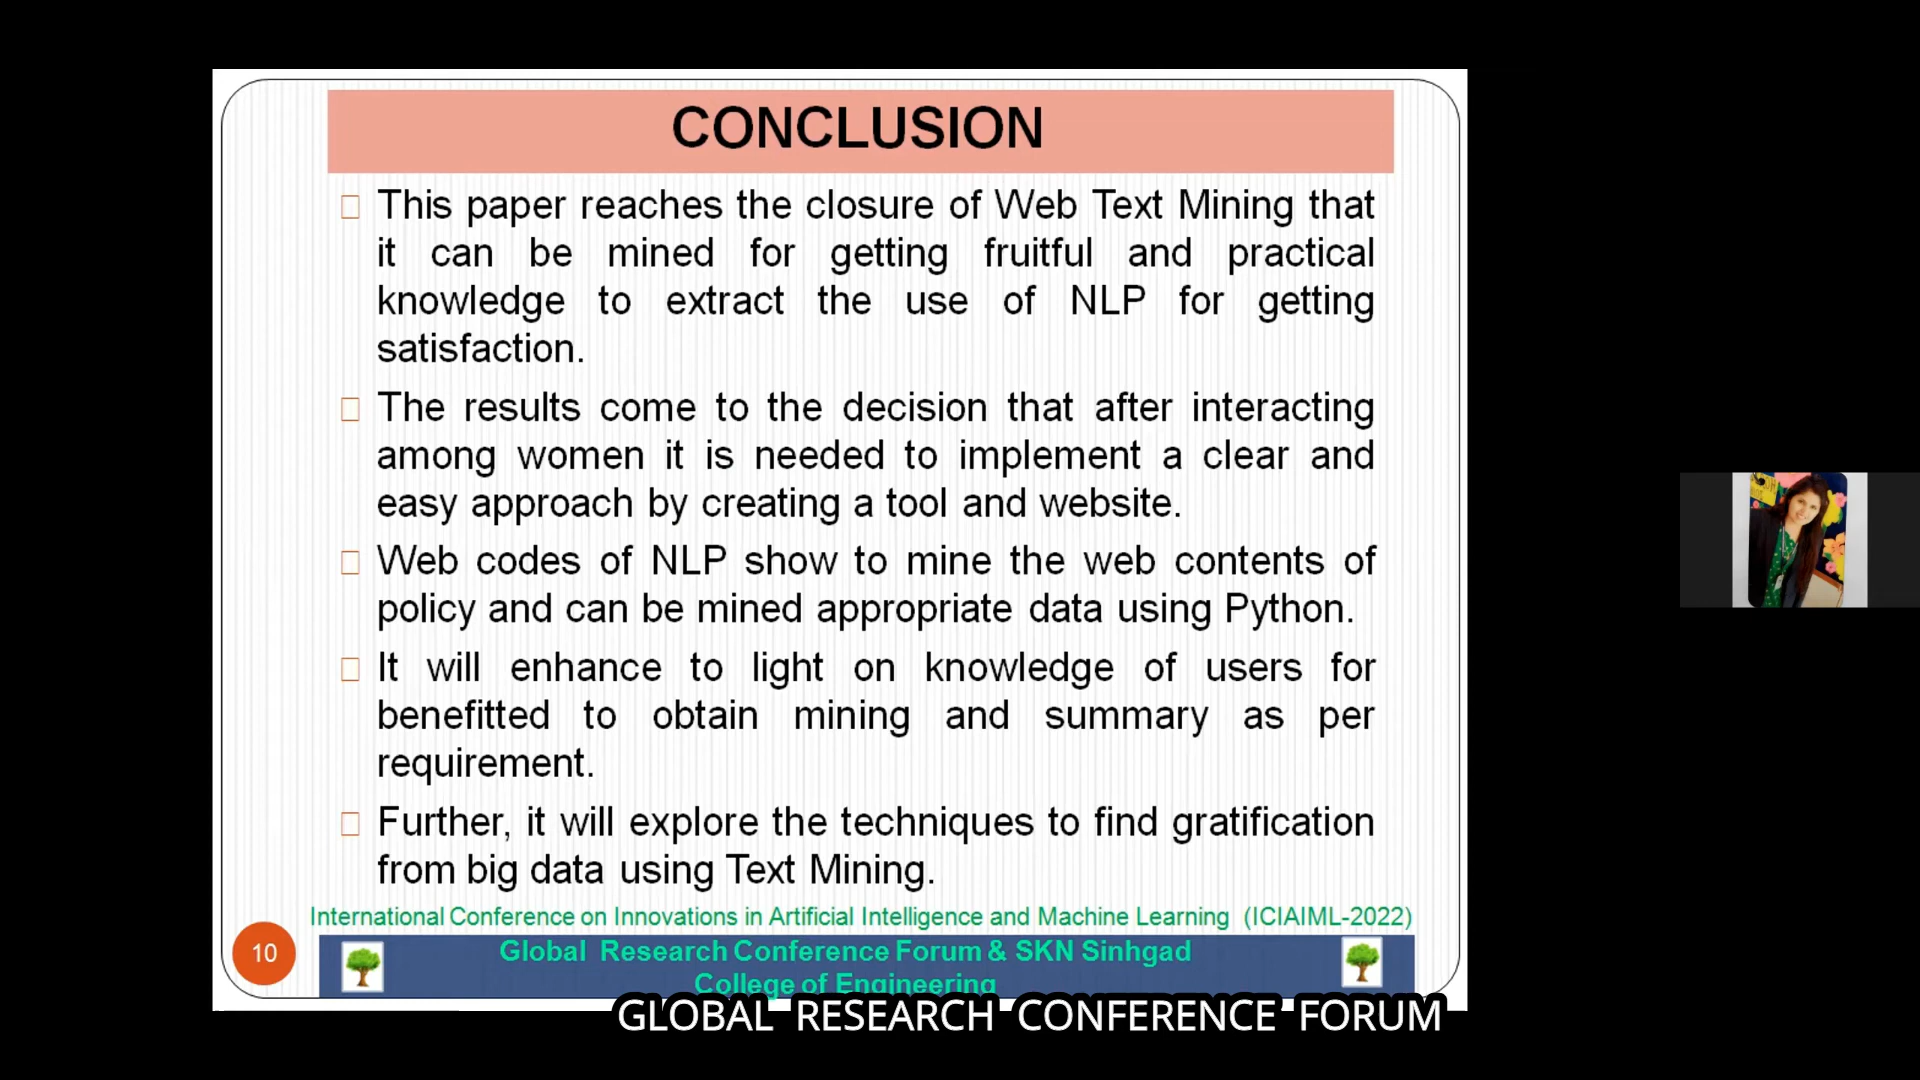 CONCLUSION
This paper reaches the closure of Web Text Mining that
it can be mined for getting fruitful and practical
knowledge to extract the use of NLP for getting
satisfaction.
The results come to the decision that after interacting
among women it is needed to implement a clear and
easy approach by creating a tool and website.
Web codes of NLP show to mine the web contents of
policy and can be mined appropriate data using Python.
It will enhance to light on knowledge of users for
benefitted to obtain mining and summary as per
requirement.
Further, it will explore the techniques to find gratification
from big data using Text Mining.
International Conference on Innovations in Artificial Intelligence and Machine Learning (ICIAIML-2022)
10
Global Research Conference Forum & SKN Sinhgad
College of Engineering
GLOBAL RESEARCH CONFERENCE FORUM